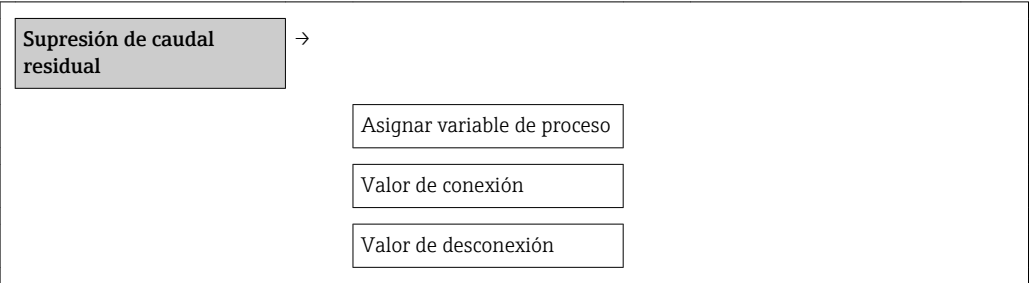 Supresión de caudal →
residual
Asignar variable de proceso
Valor de conexión
Valor de desconexión